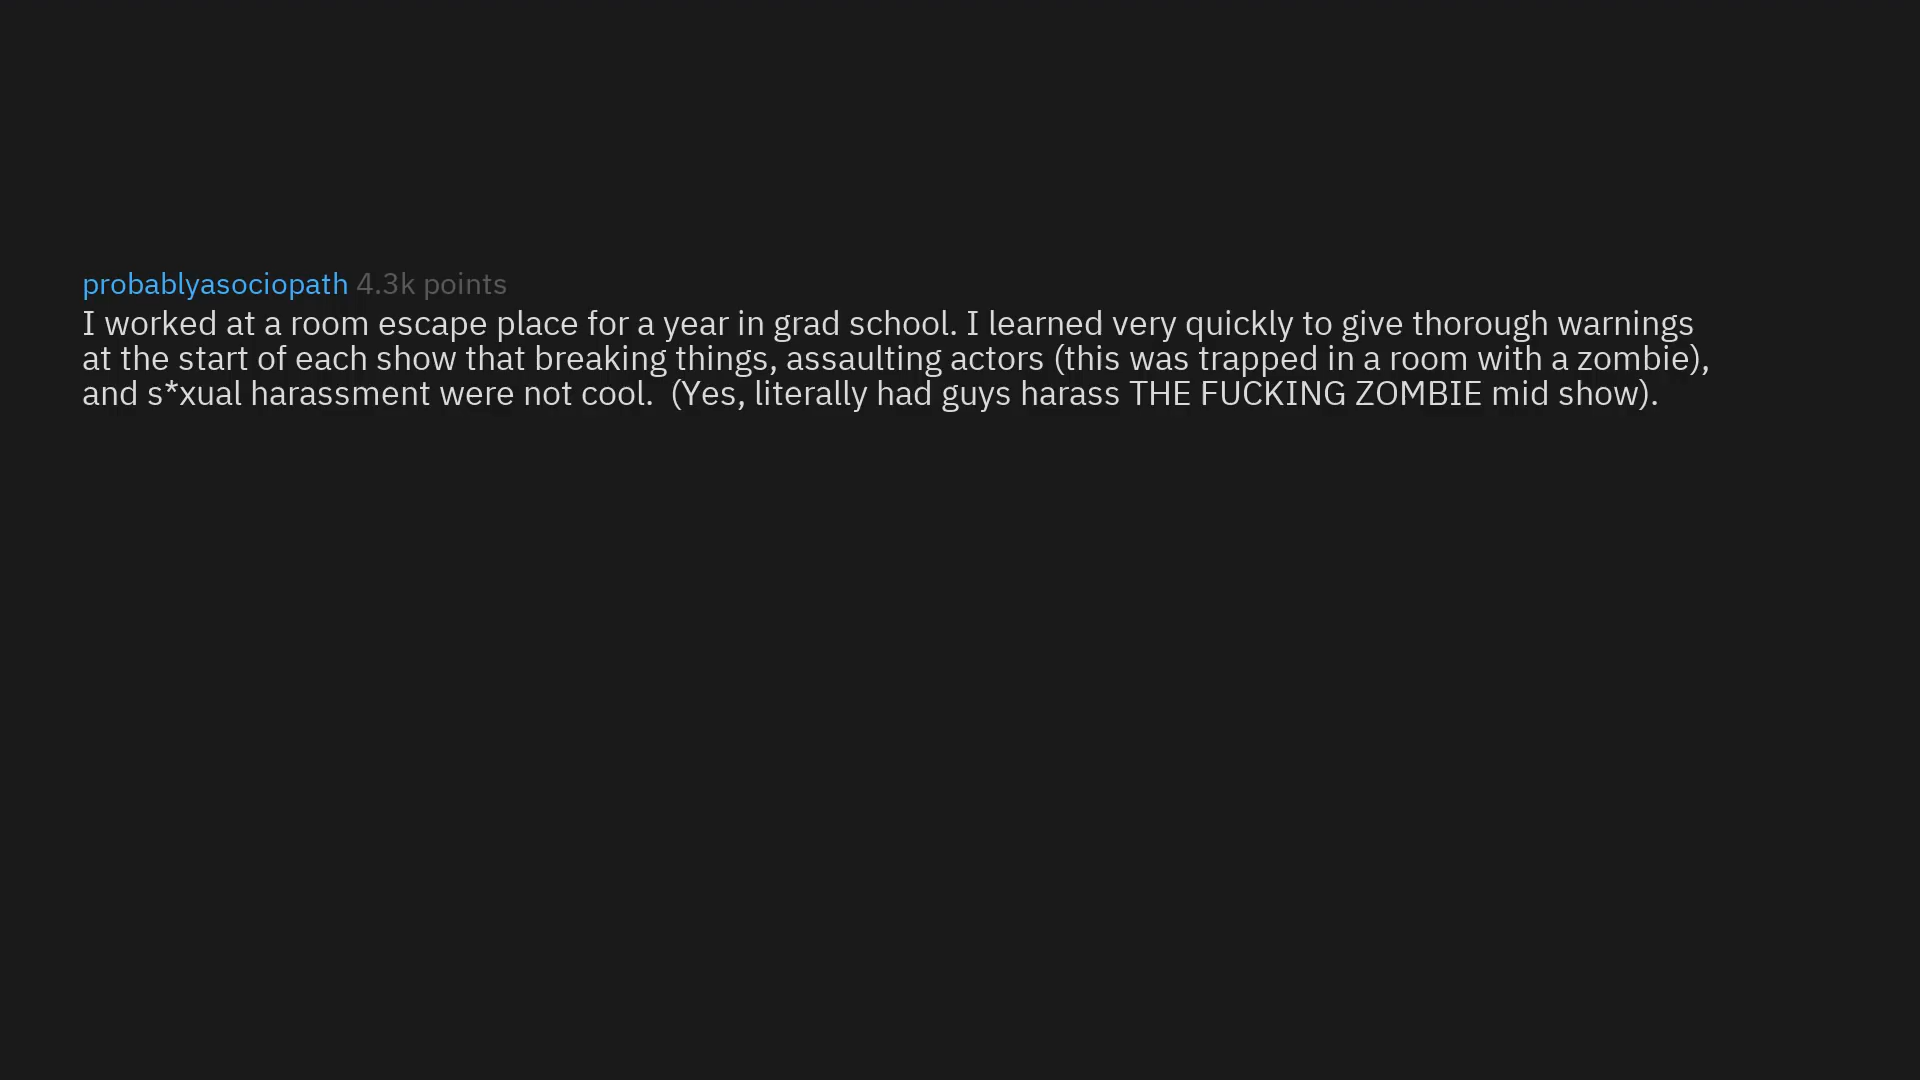 probablyasociopath 4.3k points
I worked at a room escape place for a year in grad school. I learned very quickly to give thorough warnings
at the start of each show that breaking things, assaulting actors (this was trapped in a room with a zombie),
and s*xual harassment were not cool.  (Yes, literally had guys harass THE FUCKING ZOMBIE mid show).